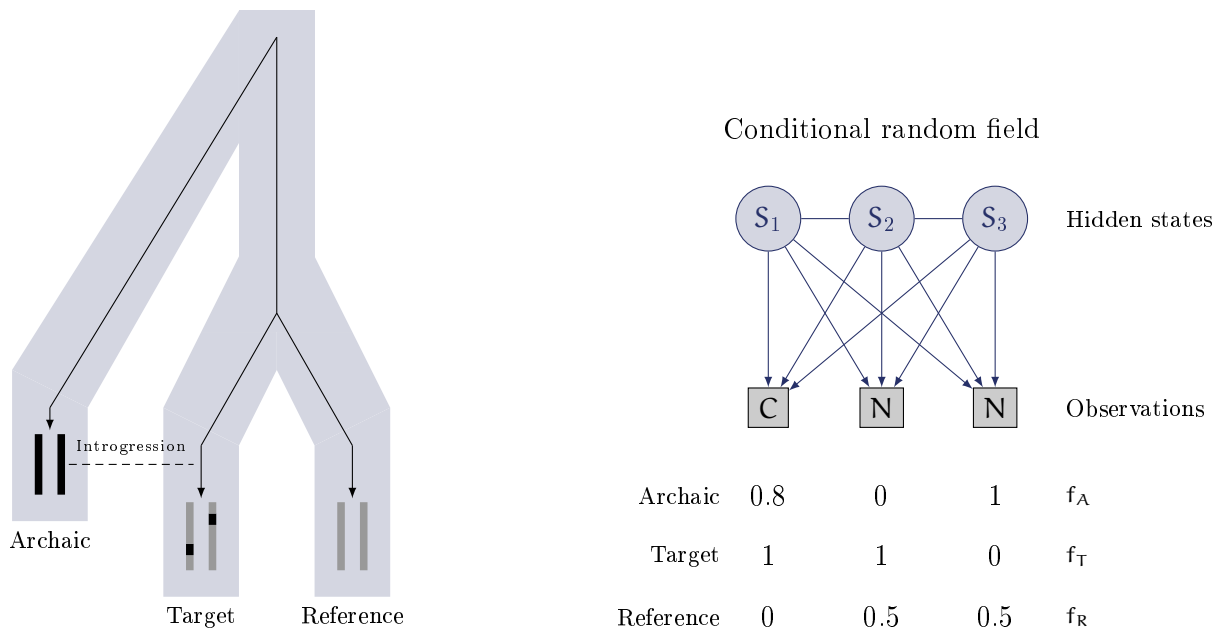 Introgression
Archaic
Target
Reference
Conditional random field
S1 S2 S3 Hidden states
C N N Observations
Archaic 0.8 0 1 fA
Target 1 1 0 fT
Reference 0 0.5 0.5 fR